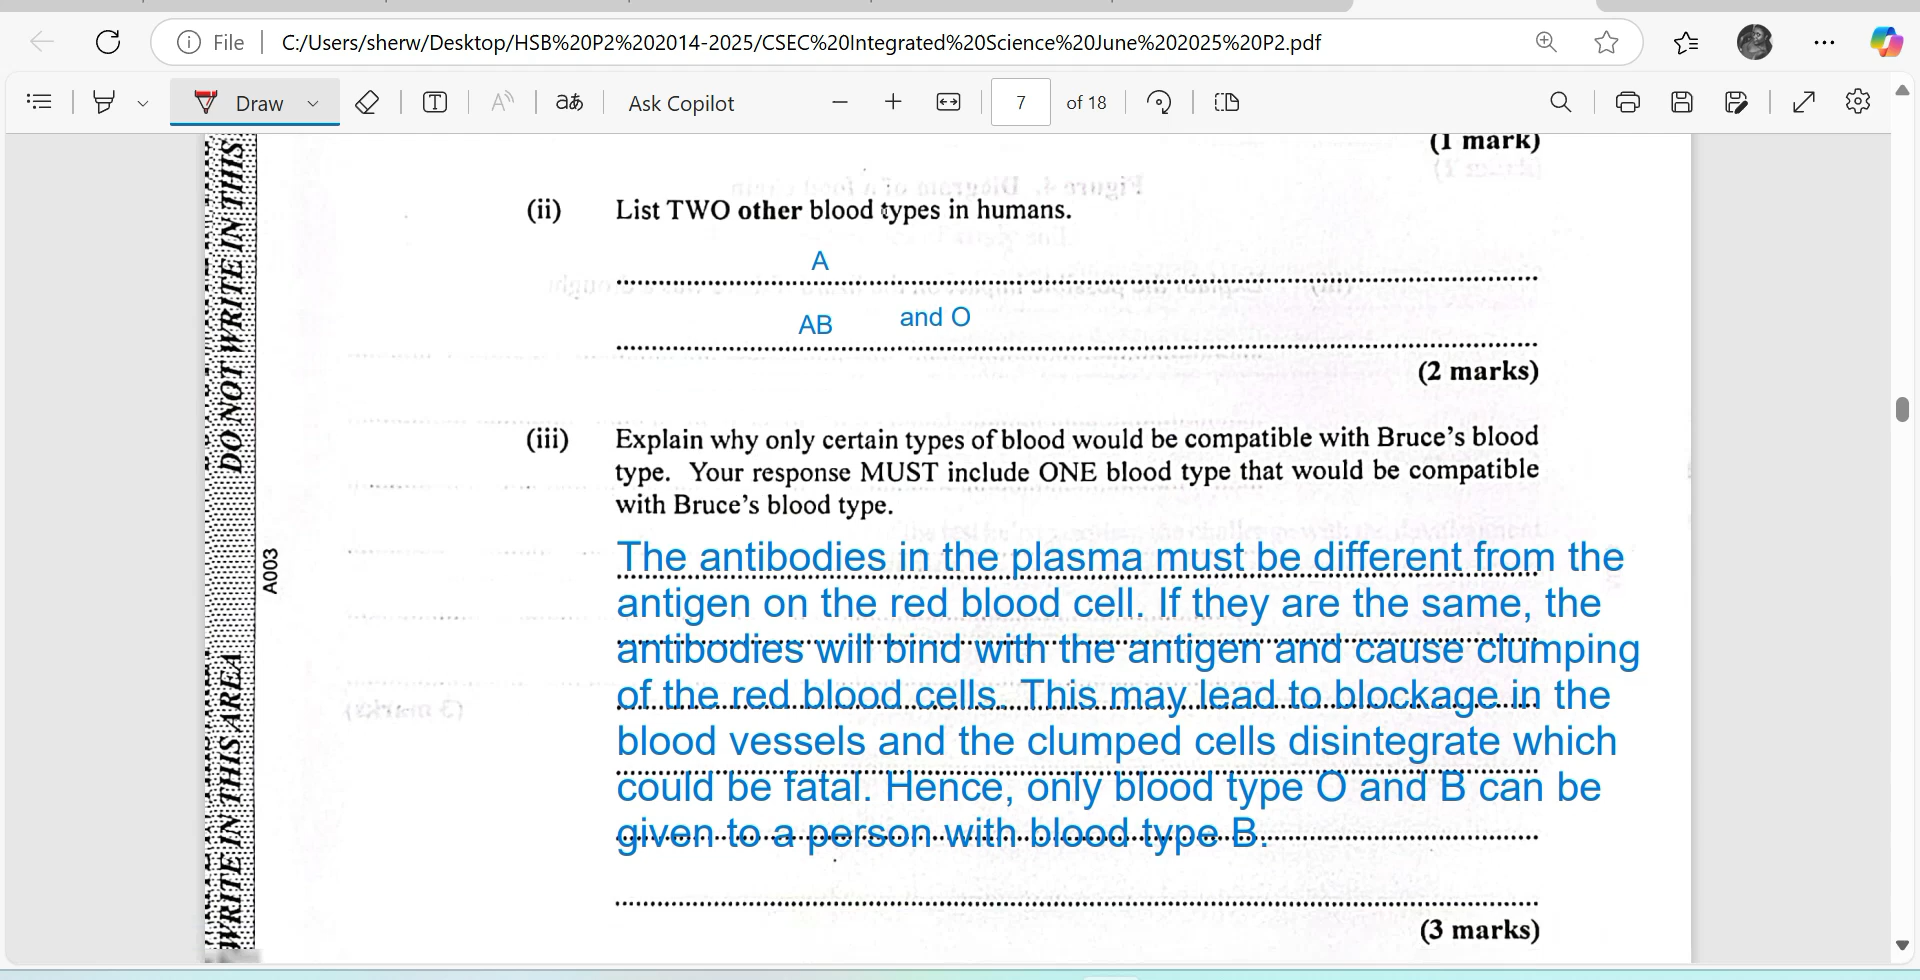 File C:/Users/sherw/Desktop/HSB%20P2%202014-2025/CSEC%20Integrated%20Science%20June%202025%20P2.pdf
Draw Ask Copilot 7 of 18
(1 mark)
(ii) List TWO other blood types in humans.
A
AB and O
(2 marks)
(iii) Explain why only certain types of blood would be compatible with Bruce's blood
type. Your response MUST include ONE blood type that would be compatible
with Bruce's blood type.
The antibodies in the plasma must be different from the
antigen on the red blood cell. If they are the same, the
antibodies will bind with the antigen and cause clumping
of the red blood cells. This may lead to blockage in the
blood vessels and the clumped cells disintegrate which
could be fatal. Hence, only blood type O and B can be
given to a person with blood type B.
(3 marks)
DO NOT WRITE IN THIS
WRITE IN THIS AREA
A003